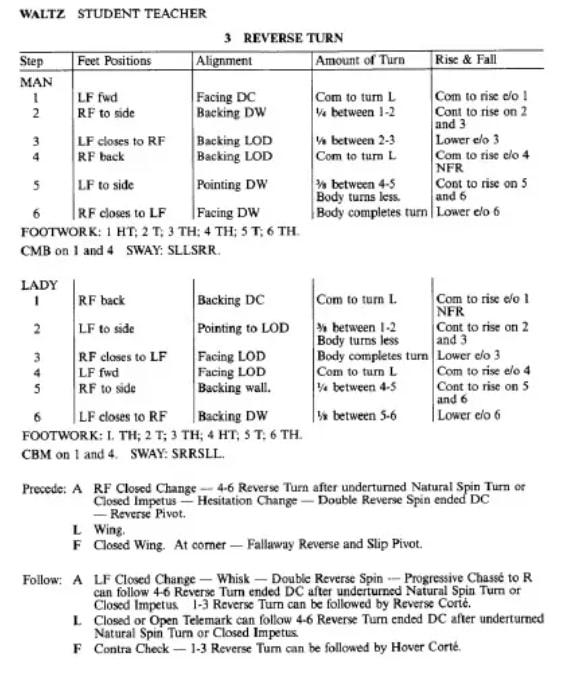 WALTZ STUDENT TEACHER
3 REVERSE TURN
Step Feet Positions Alignment Amount of Turn Rise & Fall
MAN
1 LF fwd Facing DC Com to turn L Com to rise e/o 1
2 RF to side Backing DW ¼ between 1-2 Cont to rise on 2
and 3
3 LF closes to RF Backing LOD ⅛ between 2-3 Lower e/o 3
4 RF back Backing LOD Com to turn L Com to rise e/o 4
NFR
5 LF to side Pointing DW ⅜ between 4-5 Cont to rise on 5
Body turns less. and 6
6 RF closes to LF Facing DW Body completes turn Lower e/o 6
FOOTWORK: 1 HT; 2 T; 3 TH; 4 TH; 5 T; 6 TH.
CMB on 1 and 4 SWAY: SLLSRR.
LADY
1 RF back Backing DC Com to turn L Com to rise e/o 1
NFR
2 LF to side Pointing to LOD ⅜ between 1-2 Cont to rise on 2
Body turns less and 3
3 RF closes to LF Facing LOD Body completes turn Lower e/o 3
4 LF fwd Facing LOD Com to turn L Com to rise e/o 4
5 RF to side Backing wall. ¼ between 4-5 Cont to rise on 5
and 6
6 LF closes to RF Backing DW ⅛ between 5-6 Lower e/o 6
FOOTWORK: 1. TH; 2 T; 3 TH; 4 HT; 5 T; 6 TH.
CBM on 1 and 4. SWAY: SRRSLL.
Precede: A RF Closed Change — 4-6 Reverse Turn after underturned Natural Spin Turn or
Closed Impetus — Hesitation Change — Double Reverse Spin ended DC
— Reverse Pivot.
L Wing.
F Closed Wing. At corner — Fallaway Reverse and Slip Pivot.
Follow: A LF Closed Change — Whisk — Double Reverse Spin — Progressive Chassé to R
can follow 4-6 Reverse Turn ended DC after underturned Natural Spin Turn or
Closed Impetus. 1-3 Reverse Turn can be followed by Reverse Corté.
L Closed or Open Telemark can follow 4-6 Reverse Turn ended DC after underturned
Natural Spin Turn or Closed Impetus.
F Contra Check — 1-3 Reverse Turn can be followed by Hover Corté.